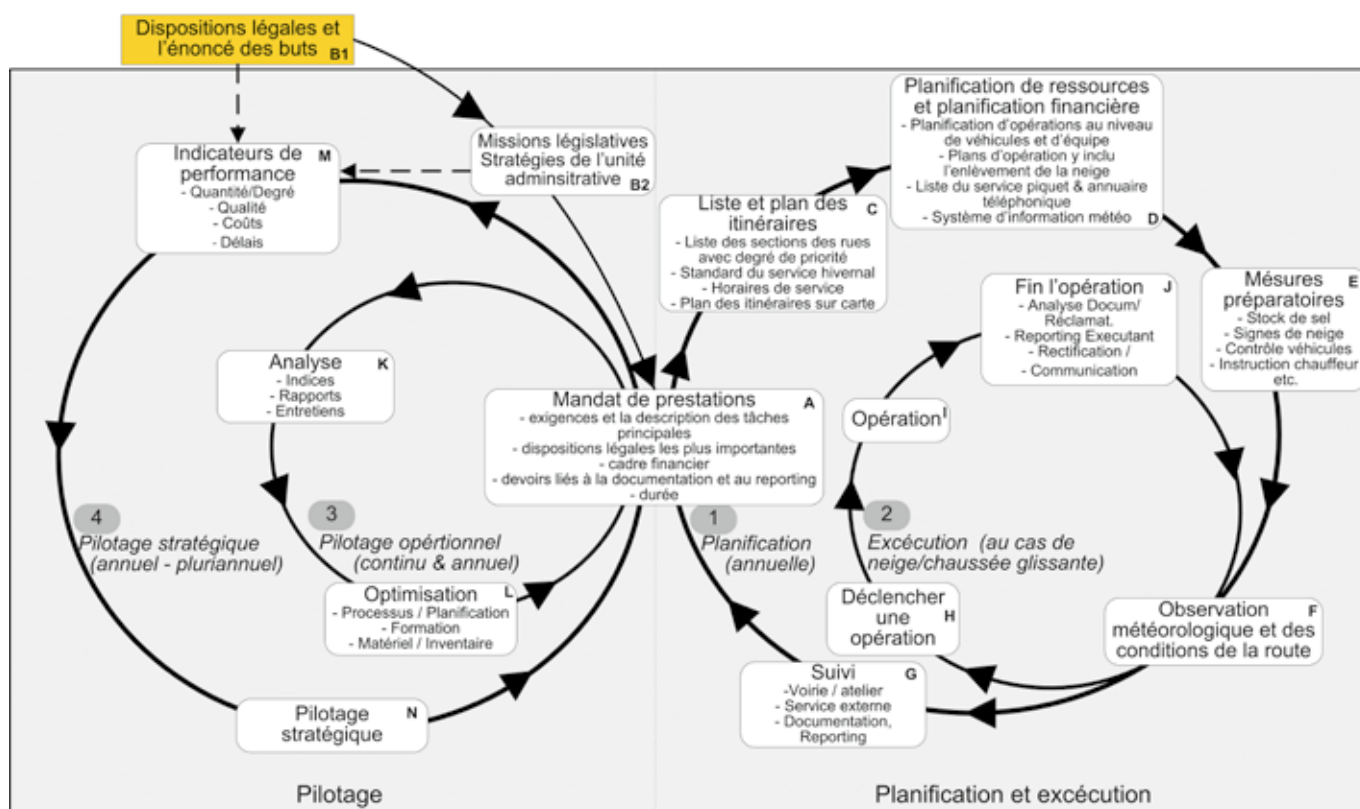 Dispositions légales et
l'énoncé des buts B1
Indicateurs de M
performance
- Quantité/Degré
- Qualité
- Coûts
- Délais
Missions législatives
Stratégies de l'unité
adminsitrative B2
Analyse K
- Indices
- Rapports
- Entretiens
Mandat de prestations A
- exigences et la description des tâches
principales
- dispositions légales les plus importantes
- cadre financier
- devoirs liés à la documentation et au reporting
- durée
4
Pilotage stratégique
(annuel - pluriannuel)
3
Pilotage opértionnel
(continu & annuel)
Optimisation L
- Processus / Planification
- Formation
- Matériel / Inventaire
Pilotage N
stratégique
Pilotage
Planification de ressources
et planification financière
- Planification d'opérations au niveau
de véhicules et d'équipe
- Plans d'opération y inclu
l'enlèvement de la neige
- Liste du service piquet & annuaire
téléphonique
- Système d'information météo D
Liste et plan des C
itinéraires
- Liste des sections des rues
avec degré de priorité
- Standard du service hivernal
- Horaires de service
- Plan des itinéraires sur carte
Mésures
préparatoires E
- Stock de sel
- Signes de neige
- Contrôle véhicules
- Instruction chauffeur
etc.
Fin l'opération J
- Analyse Docum/
Réclamat.
- Reporting Executant
- Rectification /
- Communication
Opération I
1
Planification
(annuelle)
2
Excécution (au cas de
neige/chaussée glissante)
Déclencher
une
opération H
Observation F
météorologique et des
conditions de la route
Suivi G
-Voirie / atelier
- Service externe
- Documentation,
Reporting
Planification et excécution